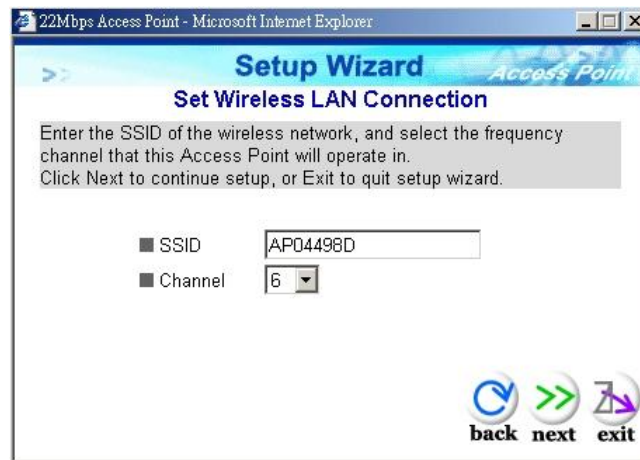 22Mbps Access Point - Microsoft Internet Explorer
Setup Wizard
Access Point
Set Wireless LAN Connection
Enter the SSID of the wireless network, and select the frequency
channel that this Access Point will operate in.
Click Next to continue setup, or Exit to quit setup wizard.
SSID AP04498D
Channel 6
back next exit